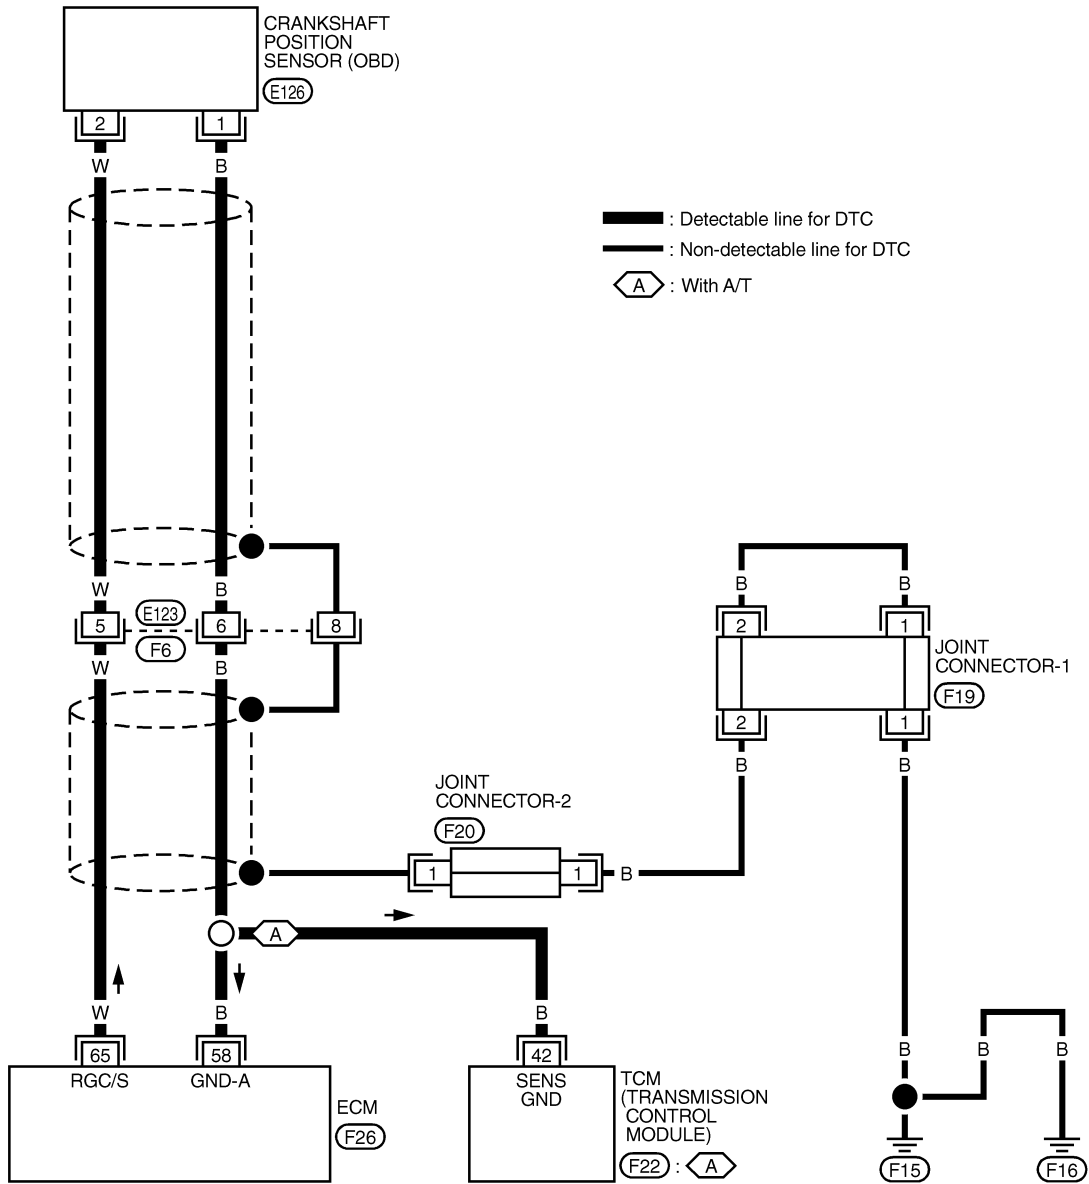 CRANKSHAFT
POSITION
SENSOR (OBD)
E126
2 1
W B
: Detectable line for DTC
: Non-detectable line for DTC
A : With A/T
W B
B B
5 E123 6 8
F6
2 1
W B
JOINT
CONNECTOR-1
F19
2 1
B B
JOINT
CONNECTOR-2
F20
1 1 B
A
W B B
B B B
65 58 42
RGC/S GND-A SENS
GND
TCM
(TRANSMISSION
CONTROL
MODULE)
ECM
F26
F22 : A
F15 F16